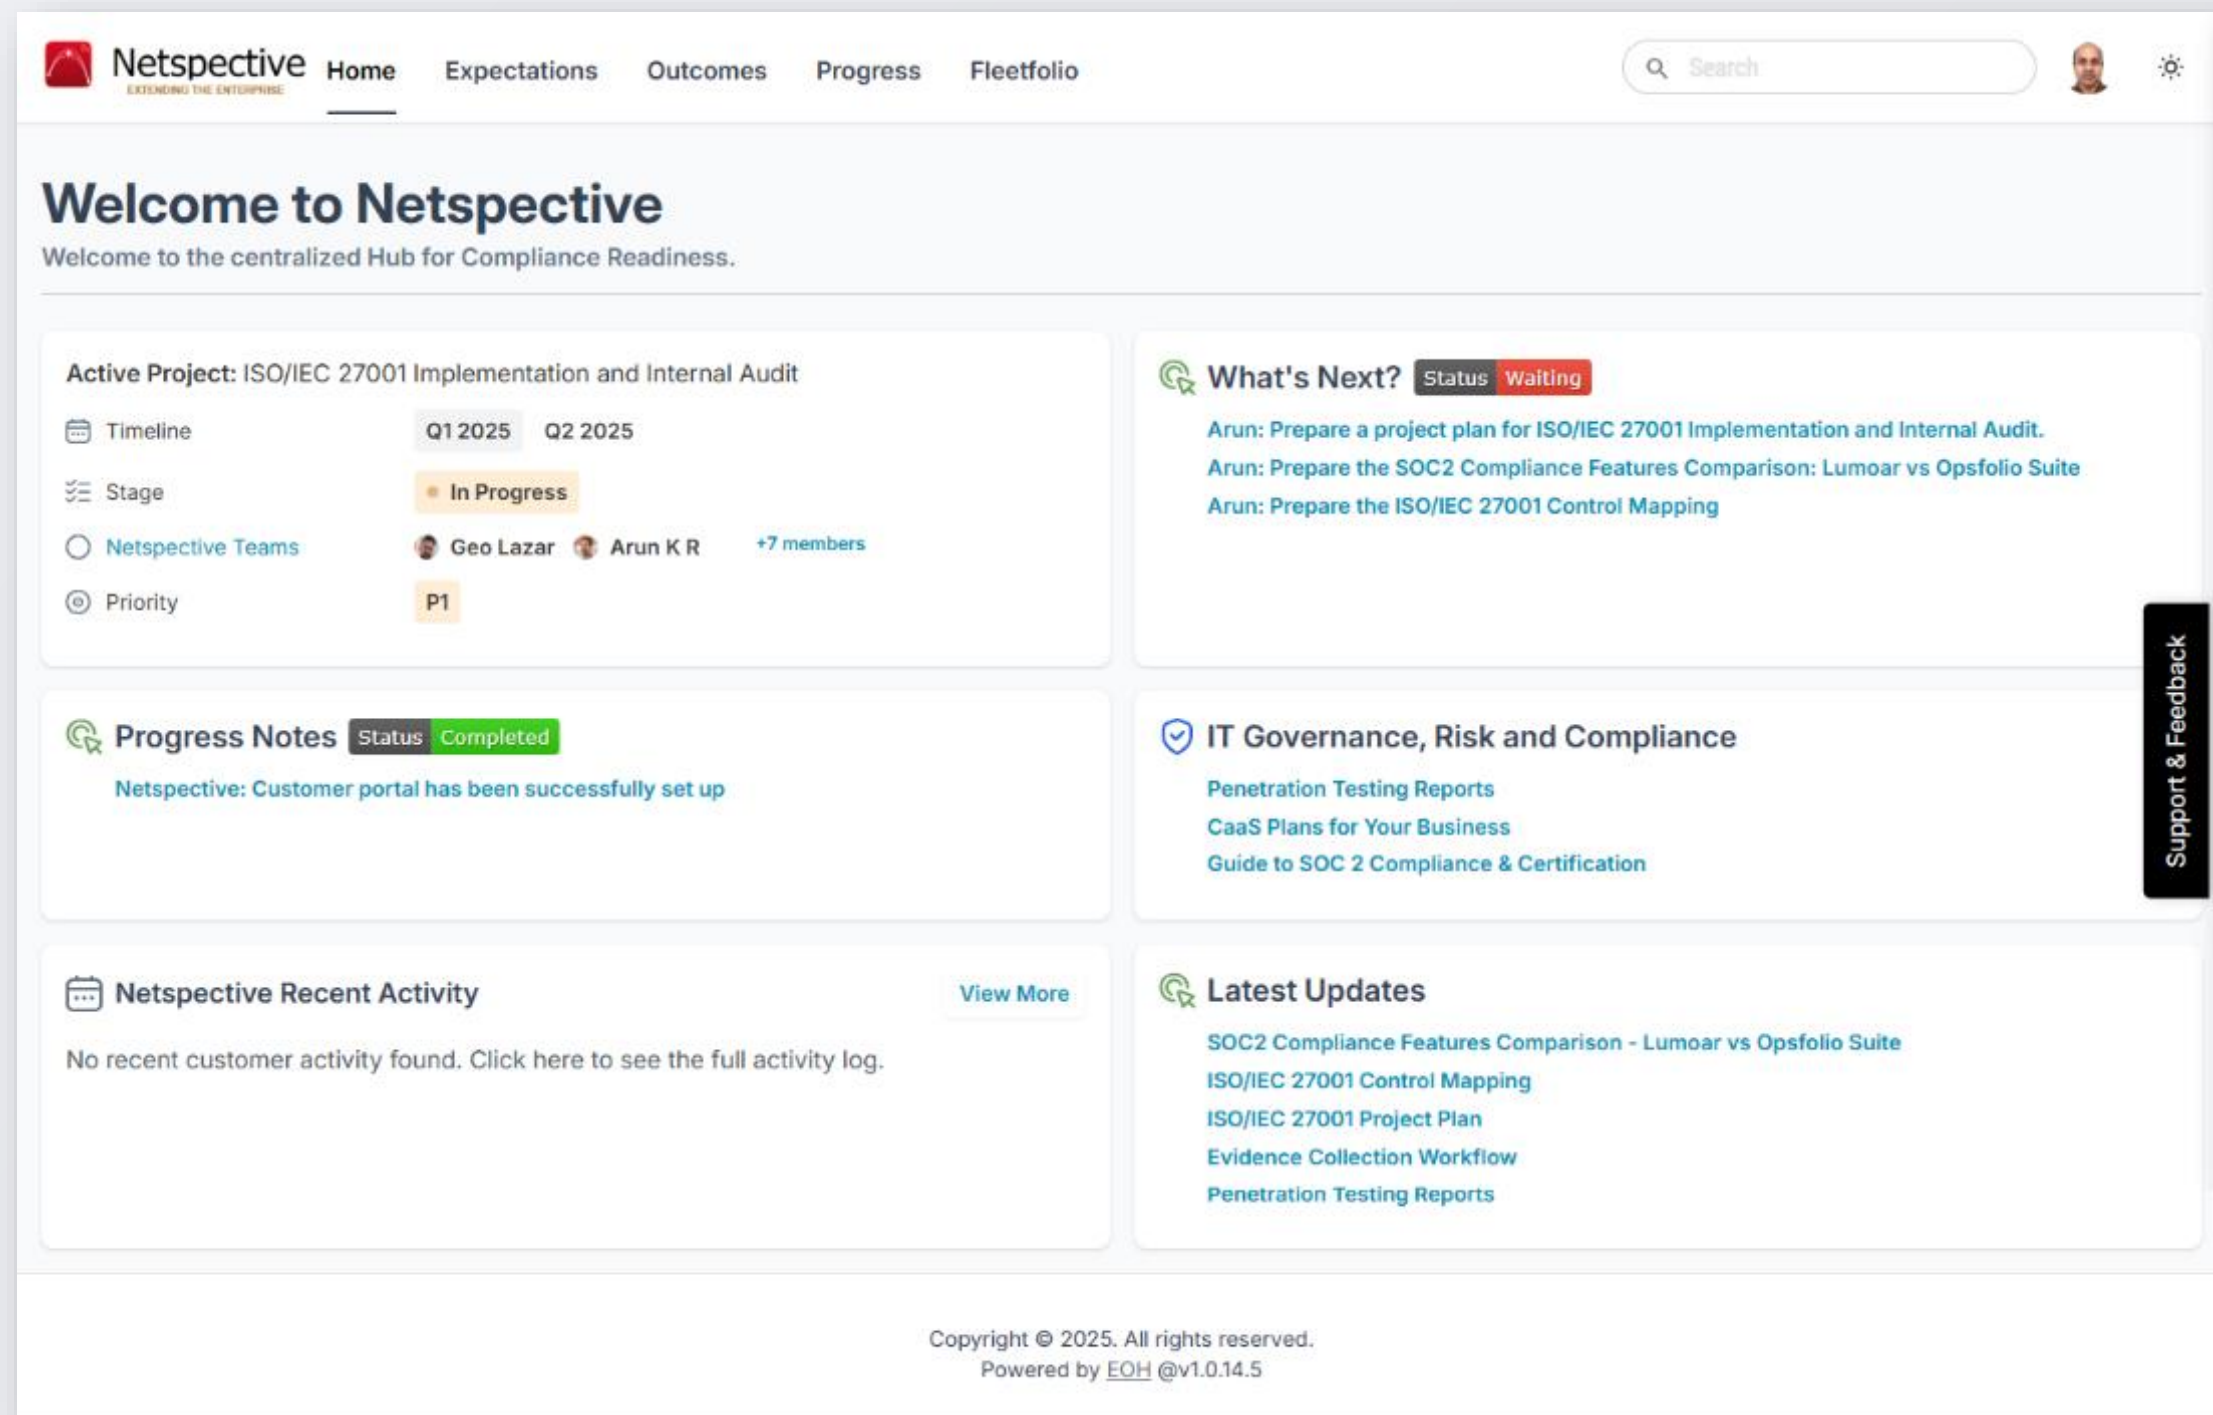 Netspective
EXTENDING THE ENTERPRISE
Home Expectations Outcomes Progress Fleetfolio
Search
Welcome to Netspective
Welcome to the centralized Hub for Compliance Readiness.
Active Project: ISO/IEC 27001 Implementation and Internal Audit
Timeline Q1 2025 Q2 2025
Stage In Progress
Netspective Teams Geo Lazar Arun K R +7 members
Priority P1
What's Next? Status Waiting
Arun: Prepare a project plan for ISO/IEC 27001 Implementation and Internal Audit.
Arun: Prepare the SOC2 Compliance Features Comparison: Lumoar vs Opsfolio Suite
Arun: Prepare the ISO/IEC 27001 Control Mapping
Progress Notes Status Completed
Netspective: Customer portal has been successfully set up
IT Governance, Risk and Compliance
Penetration Testing Reports
CaaS Plans for Your Business
Guide to SOC 2 Compliance & Certification
Support & Feedback
Netspective Recent Activity View More
No recent customer activity found. Click here to see the full activity log.
Latest Updates
SOC2 Compliance Features Comparison - Lumoar vs Opsfolio Suite
ISO/IEC 27001 Control Mapping
ISO/IEC 27001 Project Plan
Evidence Collection Workflow
Penetration Testing Reports
Copyright © 2025. All rights reserved.
Powered by EOH @v1.0.14.5